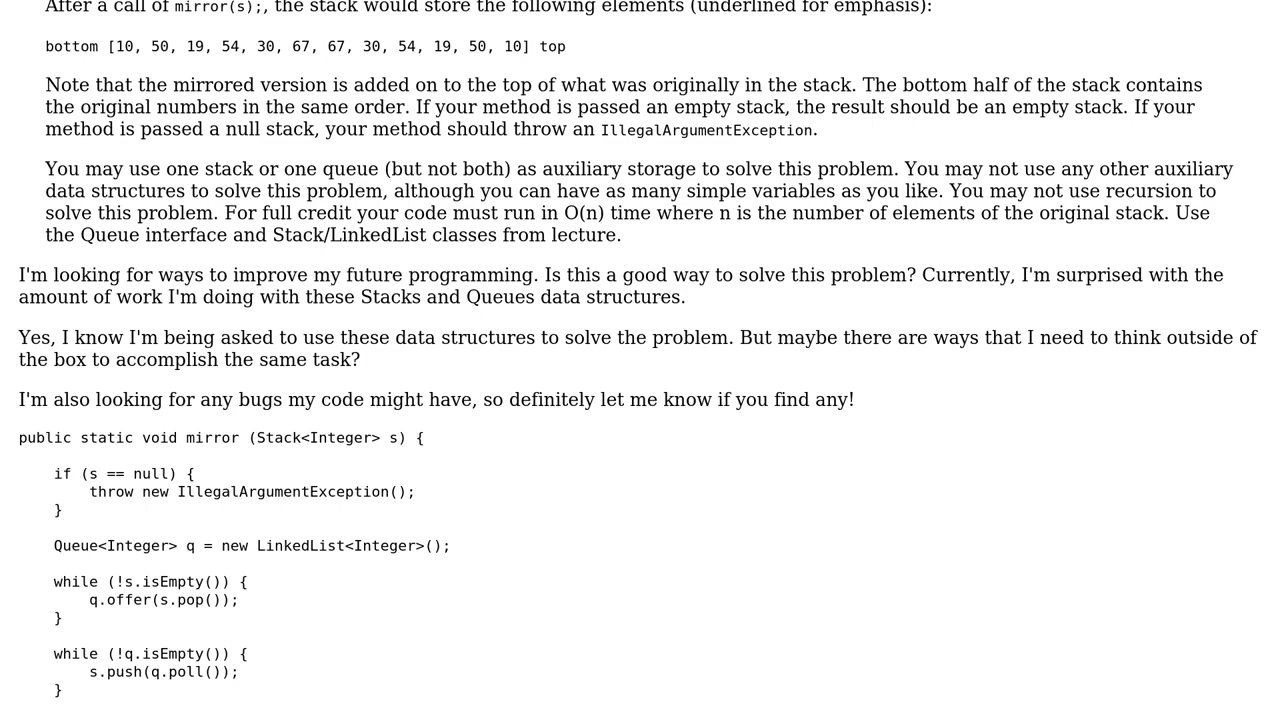 After a call of mirror(s);, the stack would store the following elements (underlined for emphasis):
bottom [10, 50, 19, 54, 30, 67, 67, 30, 54, 19, 50, 10] top
Note that the mirrored version is added on to the top of what was originally in the stack. The bottom half of the stack contains
the original numbers in the same order. If your method is passed an empty stack, the result should be an empty stack. If your
method is passed a null stack, your method should throw an IllegalArgumentException.
You may use one stack or one queue (but not both) as auxiliary storage to solve this problem. You may not use any other auxiliary
data structures to solve this problem, although you can have as many simple variables as you like. You may not use recursion to
solve this problem. For full credit your code must run in O(n) time where n is the number of elements of the original stack. Use
the Queue interface and Stack/LinkedList classes from lecture.
I'm looking for ways to improve my future programming. Is this a good way to solve this problem? Currently, I'm surprised with the
amount of work I'm doing with these Stacks and Queues data structures.
Yes, I know I'm being asked to use these data structures to solve the problem. But maybe there are ways that I need to think outside of
the box to accomplish the same task?
I'm also looking for any bugs my code might have, so definitely let me know if you find any!
public static void mirror (Stack<Integer> s) {
    if (s == null) {
        throw new IllegalArgumentException();
    }
    Queue<Integer> q = new LinkedList<Integer>();
    while (!s.isEmpty()) {
        q.offer(s.pop());
    }
    while (!q.isEmpty()) {
        s.push(q.poll());
    }